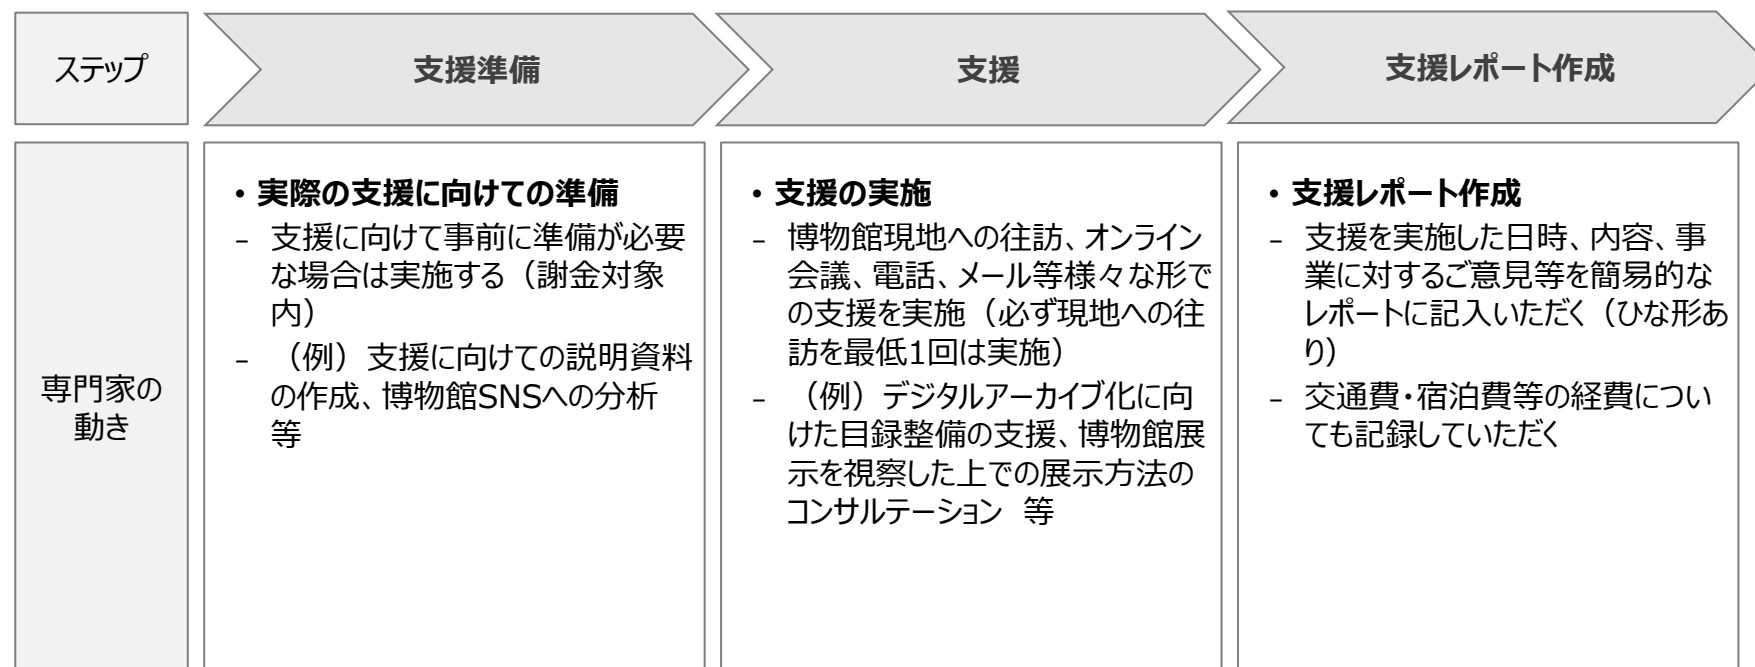 ステップ
支援準備
支援
支援レポート作成
専門家の
動き
・実際の支援に向けての準備
– 支援に向けて事前に準備が必要
な場合は実施する（謝金対象
内）
– （例）支援に向けての説明資料
の作成、博物館SNSへの分析
等
・支援の実施
– 博物館現地への往訪、オンライン
会議、電話、メール等様々な形で
の支援を実施（必ず現地への往
訪を最低1回は実施）
– （例）デジタルアーカイブ化に向
けた目録整備の支援、博物館展
示を視察した上での展示方法の
コンサルテーション　等
・支援レポート作成
– 支援を実施した日時、内容、事
業に対するご意見等を簡易的な
レポートに記入いただく（ひな形あ
り）
– 交通費・宿泊費等の経費につい
ても記録していただく